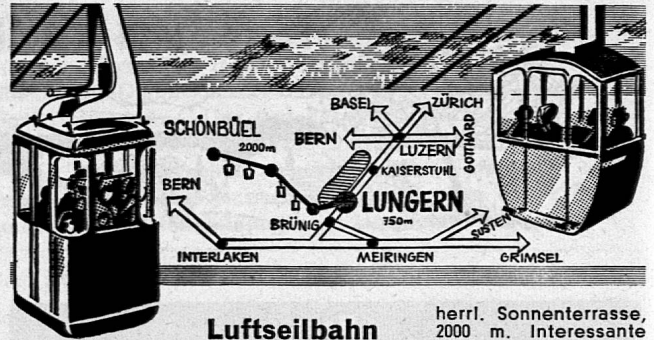 BASEL
ZÜRICH
SCHÖNBÜEL
2000m
BERN
LUZERN
GOTTHARD
KAISERSTUHL
BERN
LUNGERN
750m
BRÜNIG
SUSTEN
INTERLAKEN
MEIRINGEN
GRIMSEL
Luftseilbahn
herrl. Sonnenterrasse,
2000 m. Interessante